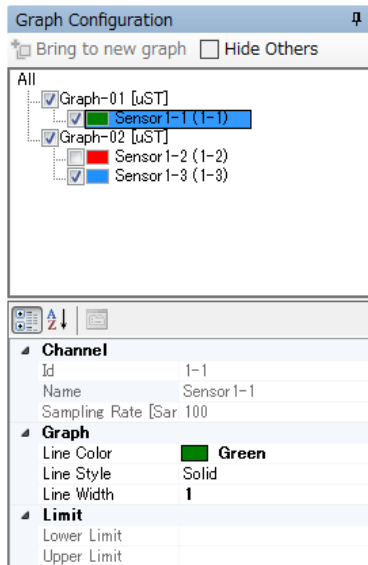 Graph Configuration
Bring to new graph Hide Others
All
Graph-01 [uST]
Sensor1-1 (1-1)
Graph-02 [uST]
Sensor1-2 (1-2)
Sensor1-3 (1-3)
Channel
Id 1-1
Name Sensor1-1
Sampling Rate [Sar 100
Graph
Line Color Green
Line Style Solid
Line Width 1
Limit
Lower Limit
Upper Limit